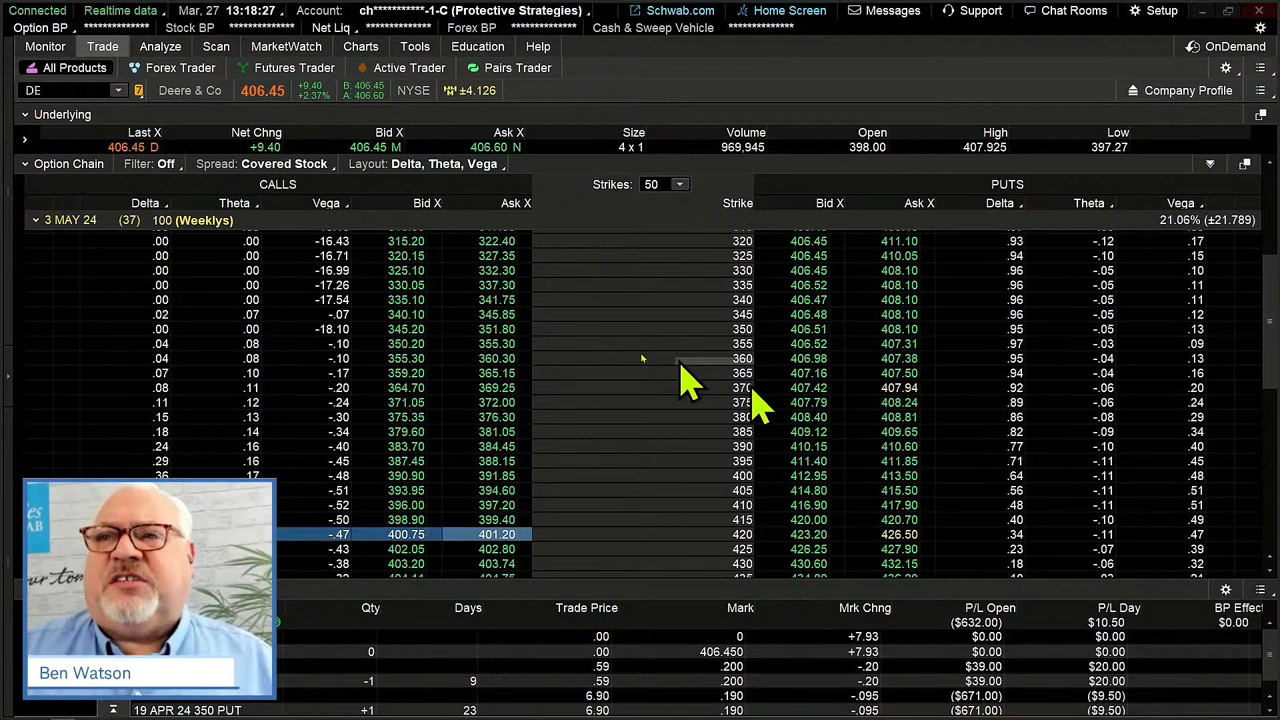 Connected Realtime data Mar. 27 13:18:27 Account: ch**********-1-C (Protective Strategies) Schwab.com Home Screen Messages Support Chat Rooms Setup
Option BP Stock BP Net Liq Forex BP Cash & Sweep Vehicle
Monitor Trade Analyze Scan MarketWatch Charts Tools Education Help OnDemand
All Products Forex Trader Futures Trader Active Trader Pairs Trader
DE 7 Deere & Co 406.45 +9.40 +2.37% B: 406.45 A: 406.60 NYSE ±4.126 Company Profile
Underlying
Last X Net Chng Bid X Ask X Size Volume Open High Low
406.45 D +9.40 406.45 M 406.60 N 4 x 1 969,945 398.00 407.925 397.27
Option Chain Filter: Off Spread: Covered Stock Layout: Delta, Theta, Vega
CALLS Strikes: 50 PUTS
Delta Theta Vega Bid X Ask X Strike Bid X Ask X Delta Theta Vega
3 MAY 24 (37) 100 (Weeklys) 21.06% (±21.789)
.00 .00 -16.43 315.20 322.40 320 406.45 411.10 .93 -.12 .17
.00 .00 -16.71 320.15 327.35 325 406.45 410.05 .94 -.10 .15
.00 .00 -16.99 325.10 332.30 330 406.45 408.10 .96 -.05 .10
.00 .00 -17.26 330.05 337.30 335 406.52 408.10 .96 -.05 .11
.00 .00 -17.54 335.10 341.75 340 406.47 408.10 .96 -.05 .11
.02 .07 -.07 340.10 345.85 345 406.48 408.10 .96 -.05 .11
.00 .00 -18.10 345.20 351.80 350 406.51 408.10 .95 -.05 .13
.04 .08 -.10 350.20 355.30 355 406.52 407.31 .97 -.03 .09
.04 .08 -.10 355.30 360.30 360 406.98 407.38 .95 -.04 .13
.07 .10 -.17 359.20 365.15 365 407.16 407.50 .94 -.04 .16
.08 .11 -.20 364.70 369.25 370 407.42 407.94 .92 -.06 .20
.11 .12 -.24 371.05 372.00 375 407.79 408.24 .89 -.06 .24
.15 .13 -.30 375.35 376.30 380 408.40 408.81 .86 -.08 .29
.18 .14 -.34 379.60 381.05 385 409.12 409.65 .82 -.09 .34
.24 .16 -.40 383.70 384.45 390 410.15 410.60 .77 -.10 .40
.29 .16 -.45 387.45 388.15 395 411.40 411.85 .71 -.11 .45
.36 .17 -.48 390.90 391.85 400 412.95 413.50 .64 -.11 .48
-.51 393.95 394.60 405 414.80 415.50 .56 -.11 .51
-.52 396.00 397.20 410 416.90 417.90 .48 -.11 .51
-.50 398.90 399.40 415 420.00 420.70 .40 -.10 .49
-.47 400.75 401.20 420 423.20 426.50 .34 -.11 .47
-.43 402.05 402.80 425 426.25 427.90 .23 -.07 .39
-.38 403.20 403.74 430 430.60 432.15 .18 -.06 .32
Qty Days Trade Price Mark Mrk Chng P/L Open P/L Day BP Effect
($632.00) $10.50 $0.00
.00 0 +7.93 $0.00 $0.00
0 .00 406.450 +7.93 $0.00 $0.00
.59 .200 -.20 $39.00 $20.00
-1 9 .59 .200 -.20 $39.00 $20.00
6.90 .190 -.095 ($671.00) ($9.50)
19 APR 24 350 PUT +1 23 6.90 .190 -.095 ($671.00) ($9.50)
Ben Watson